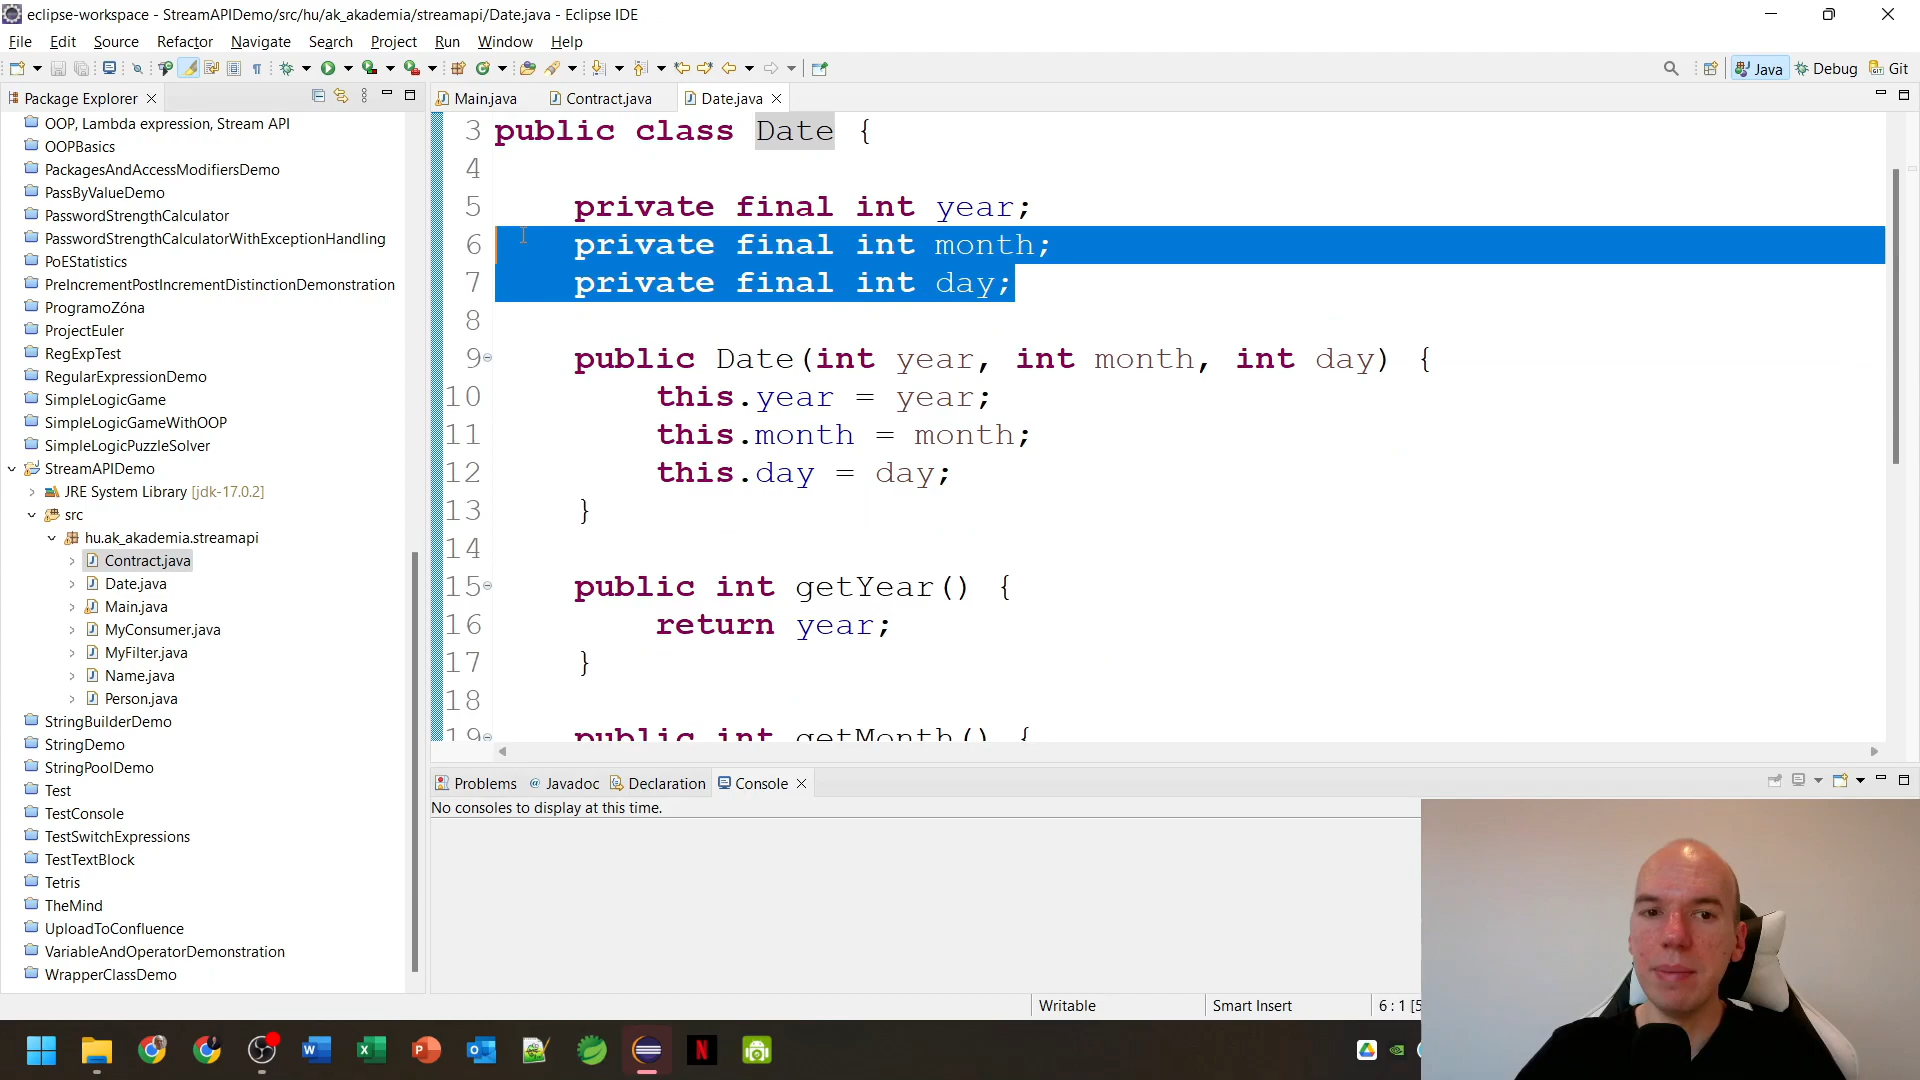 eclipse-workspace - StreamAPIDemo/src/hu/ak_akademia/streamapi/Date.java - Eclipse IDE
File Edit Source Refactor Navigate Search Project Run Window Help
Java Debug Git
Package Explorer
OOP, Lambda expression, Stream API
OOPBasics
PackagesAndAccessModifiersDemo
PassByValueDemo
PasswordStrengthCalculator
PasswordStrengthCalculatorWithExceptionHandling
PoEStatistics
PreIncrementPostIncrementDistinctionDemonstration
ProgramoZóna
ProjectEuler
RegExpTest
RegularExpressionDemo
SimpleLogicGame
SimpleLogicGameWithOOP
SimpleLogicPuzzleSolver
StreamAPIDemo
JRE System Library [jdk-17.0.2]
src
hu.ak_akademia.streamapi
Contract.java
Date.java
Main.java
MyConsumer.java
MyFilter.java
Name.java
Person.java
StringBuilderDemo
StringDemo
StringPoolDemo
Test
TestConsole
TestSwitchExpressions
TestTextBlock
Tetris
TheMind
UploadToConfluence
VariableAndOperatorDemonstration
WrapperClassDemo
Main.java Contract.java Date.java
3 public class Date {
4
5 private final int year;
6 private final int month;
7 private final int day;
8
9 public Date(int year, int month, int day) {
10 this.year = year;
11 this.month = month;
12 this.day = day;
13 }
14
15 public int getYear() {
16 return year;
17 }
18
19 public int getMonth() {
Problems Javadoc Declaration Console
No consoles to display at this time.
Writable Smart Insert 6 : 1 [5